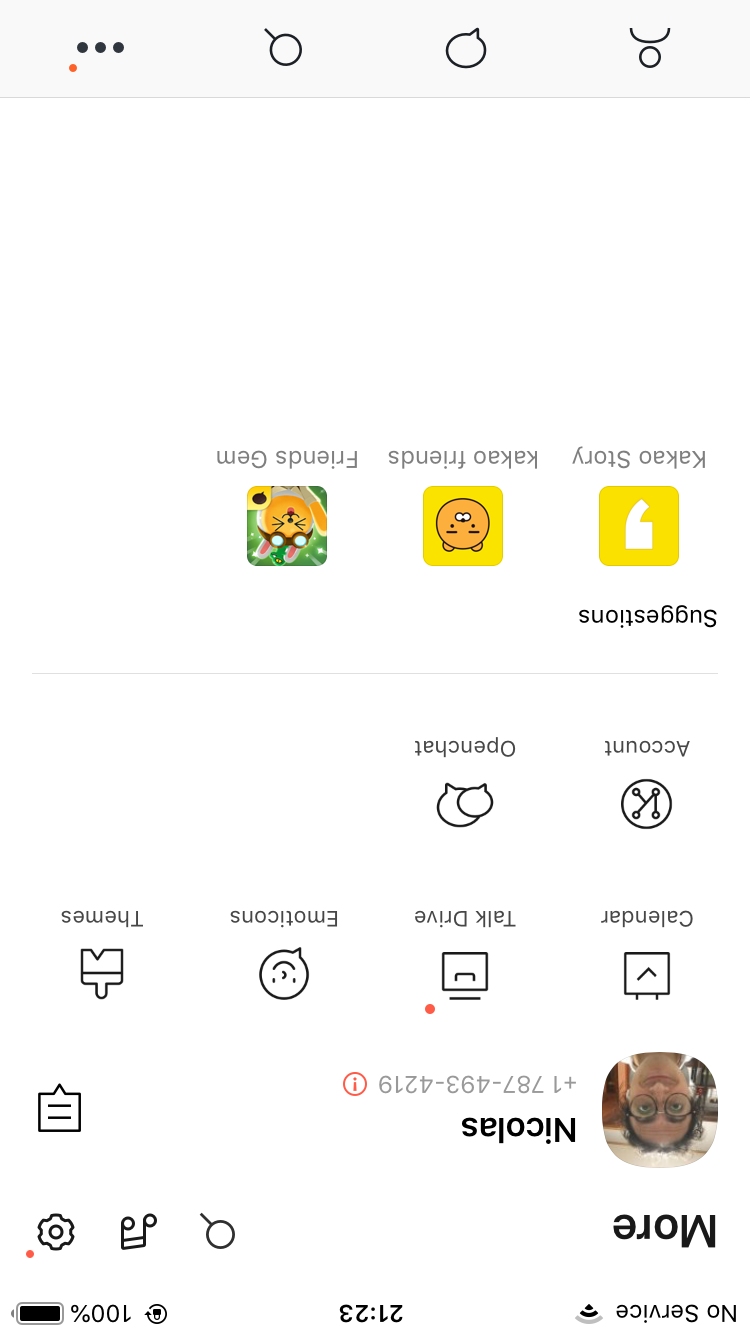 No Service 21:23 100%
More
Nicolas
+1 787-493-4219
Calendar Talk Drive Emoticons Themes
Account Openchat
Suggestions
Kakao Story kakao friends Friends Gem